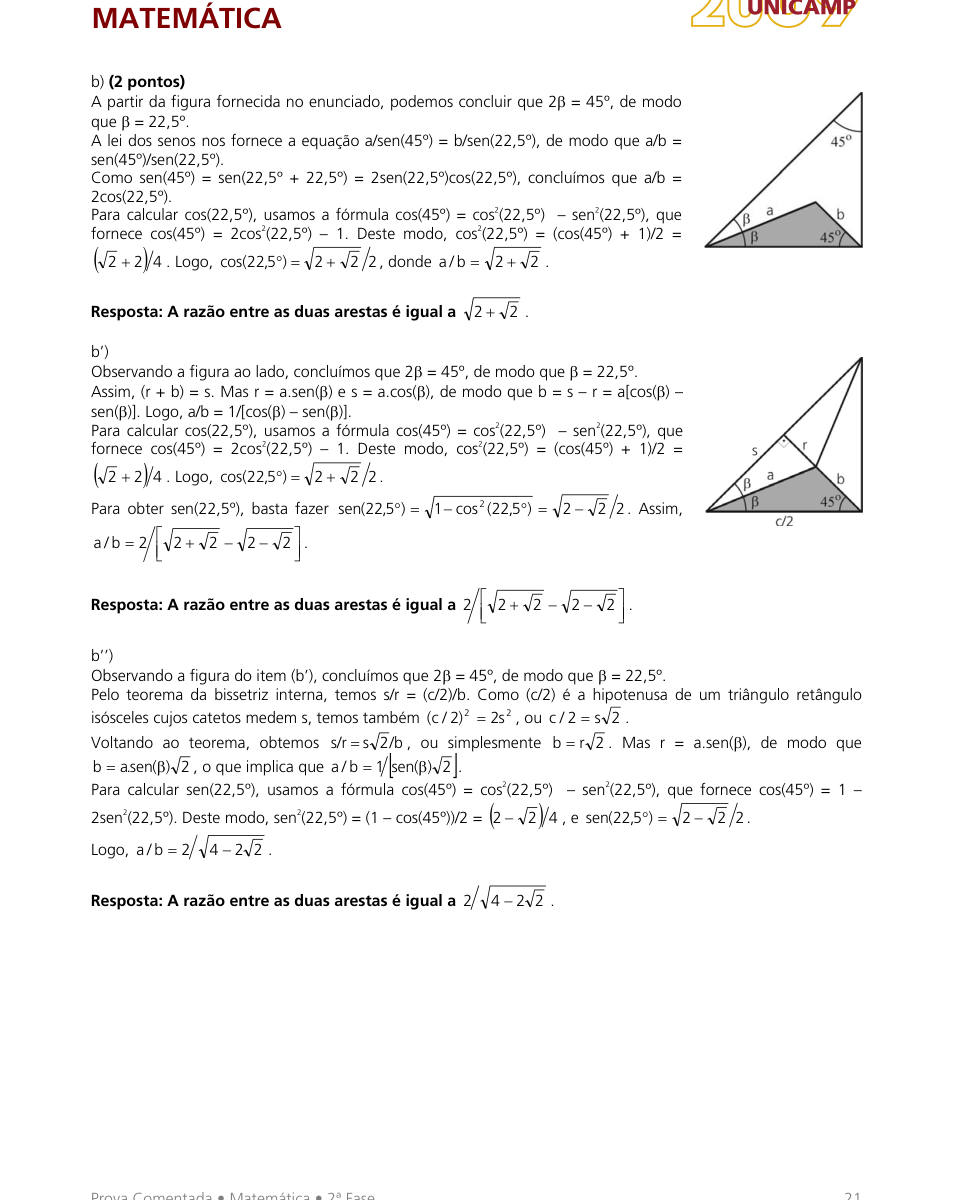 MATEMÁTICA
2009
UNICAMP
b) (2 pontos)
A partir da figura fornecida no enunciado, podemos concluir que 2β = 45º, de modo
que β = 22,5º.
A lei dos senos nos fornece a equação a/sen(45º) = b/sen(22,5º), de modo que a/b =
sen(45º)/sen(22,5º).
Como sen(45º) = sen(22,5º + 22,5º) = 2sen(22,5º)cos(22,5º), concluímos que a/b =
2cos(22,5º).
Para calcular cos(22,5º), usamos a fórmula cos(45º) = cos²(22,5º) – sen²(22,5º), que
fornece cos(45º) = 2cos²(22,5º) – 1. Deste modo, cos²(22,5º) = (cos(45º) + 1)/2 =
(√2 + 2)/4 . Logo, cos(22,5°) = √(2 + √2)/2 , donde a/b = √(2 + √2) .
45º
a
b
β
β
45º
Resposta: A razão entre as duas arestas é igual a √(2 + √2) .
b’)
Observando a figura ao lado, concluímos que 2β = 45º, de modo que β = 22,5º.
Assim, (r + b) = s. Mas r = a.sen(β) e s = a.cos(β), de modo que b = s – r = a[cos(β) –
sen(β)]. Logo, a/b = 1/[cos(β) – sen(β)].
Para calcular cos(22,5º), usamos a fórmula cos(45º) = cos²(22,5º) – sen²(22,5º), que
fornece cos(45º) = 2cos²(22,5º) – 1. Deste modo, cos²(22,5º) = (cos(45º) + 1)/2 =
(√2 + 2)/4 . Logo, cos(22,5°) = √(2 + √2)/2 .
Para obter sen(22,5º), basta fazer sen(22,5°) = √(1 – cos²(22,5°)) = √(2 – √2)/2 . Assim,
a/b = 2/[√(2 + √2) – √(2 – √2)] .
s
r
a
b
β
β
45º
c/2
Resposta: A razão entre as duas arestas é igual a 2/[√(2 + √2) – √(2 – √2)] .
b’’)
Observando a figura do item (b’), concluímos que 2β = 45º, de modo que β = 22,5º.
Pelo teorema da bissetriz interna, temos s/r = (c/2)/b. Como (c/2) é a hipotenusa de um triângulo retângulo
isósceles cujos catetos medem s, temos também (c/2)² = 2s² , ou c/2 = s√2 .
Voltando ao teorema, obtemos s/r = s√2/b , ou simplesmente b = r√2 . Mas r = a.sen(β), de modo que
b = a.sen(β)√2 , o que implica que a/b = 1/[sen(β)√2].
Para calcular sen(22,5º), usamos a fórmula cos(45º) = cos²(22,5º) – sen²(22,5º), que fornece cos(45º) = 1 –
2sen²(22,5º). Deste modo, sen²(22,5º) = (1 – cos(45º))/2 = (2 – √2)/4 , e sen(22,5°) = √(2 – √2)/2 .
Logo, a/b = 2/√(4 – 2√2) .
Resposta: A razão entre as duas arestas é igual a 2/√(4 – 2√2) .
Prova Comentada • Matemática • 2ª Fase
21